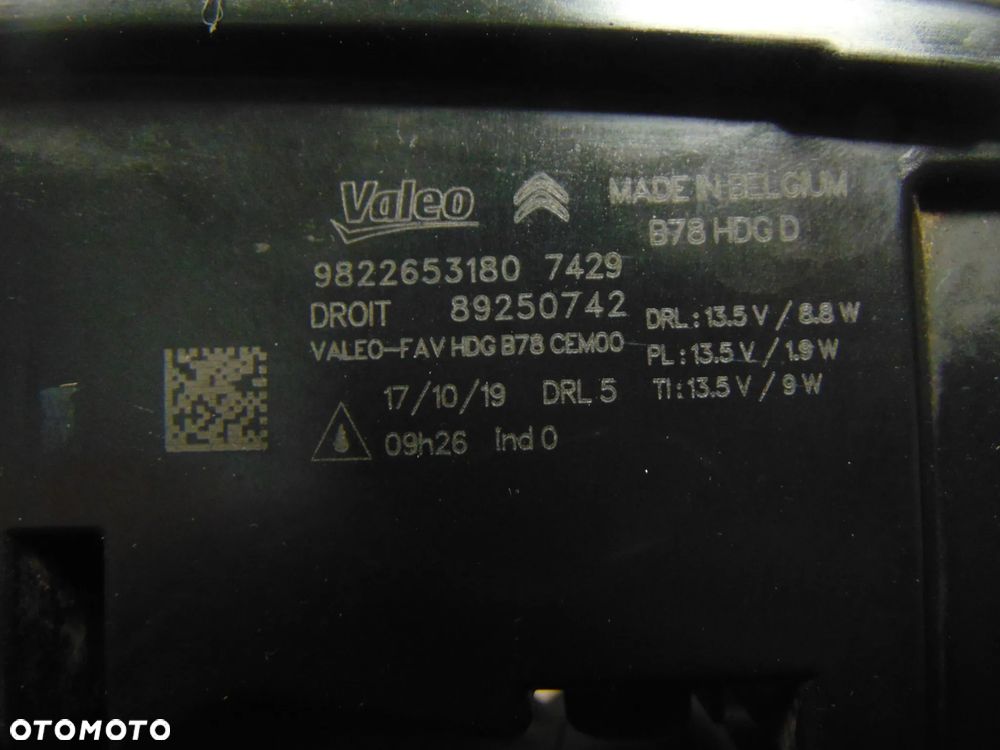 Valeo MADE IN BELGIUM
B78 HDG D
9822653180 7429
DROIT 89250742
DRL : 13.5 V / 8.8 W
VALEO-FAV HDG B78 CEM00
PL : 13.5 V / 1.9 W
17/10/19 DRL 5
TI : 13.5 V / 9 W
09h26 ind 0
OTOMOTO